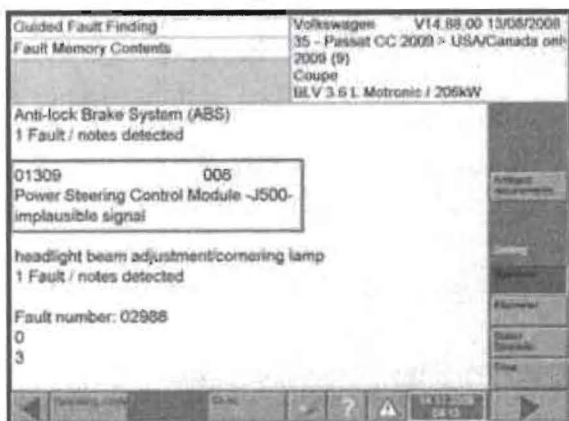 Guided Fault Finding
Fault Memory Contents
Volkswagen V14.88.00 13/08/2008
35 - Passat CC 2009 > USA/Canada only
2009 (9)
Coupe
BLV 3.6 L Motronic / 206kW
Anti-lock Brake System (ABS)
1 Fault / notes detected
01309 008
Power Steering Control Module -J500-
implausible signal
headlight beam adjustment/cornering lamp
1 Fault / notes detected
Fault number: 02988
0
3
?